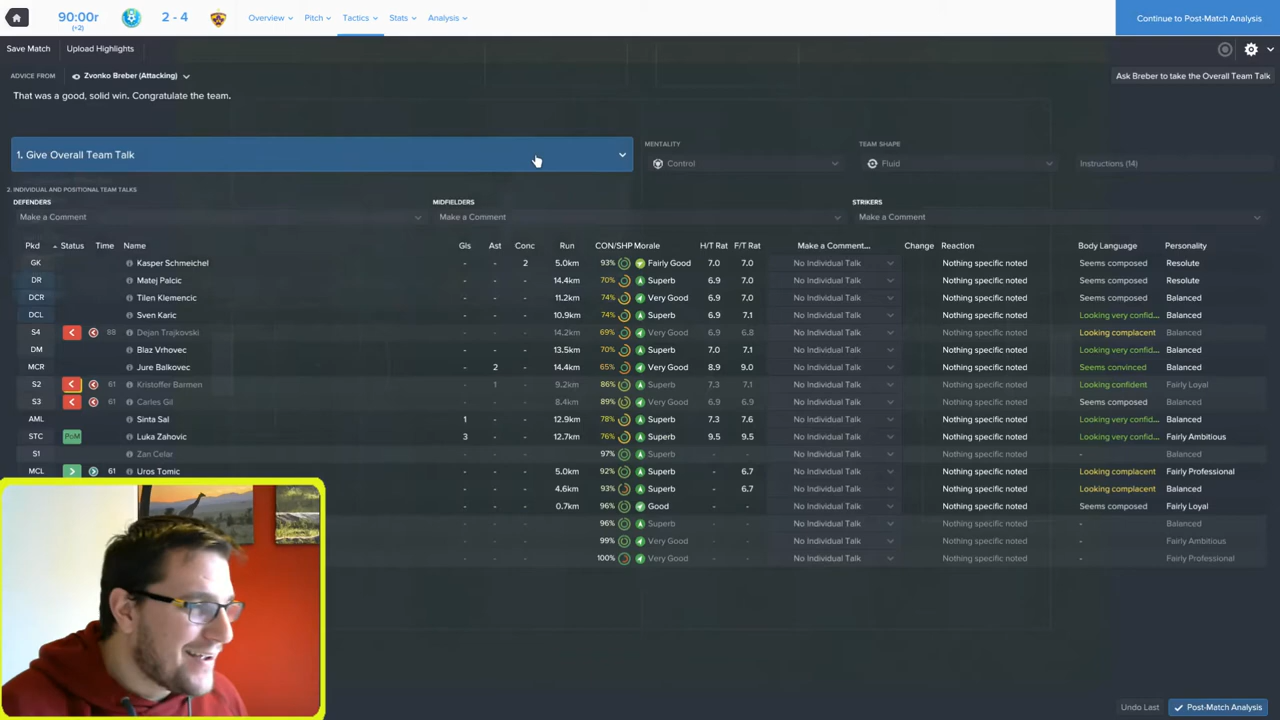 90:00r
(+2)
2 - 4
Overview
Pitch
Tactics
Stats
Analysis
Continue to Post-Match Analysis
Save Match
Upload Highlights
ADVICE FROM
Zvonko Breber (Attacking)
Ask Breber to take the Overall Team Talk
That was a good, solid win. Congratulate the team.
1. Give Overall Team Talk
MENTALITY
Control
TEAM SHAPE
Fluid
Instructions (14)
2. INDIVIDUAL AND POSITIONAL TEAM TALKS
DEFENDERS
MIDFIELDERS
STRIKERS
Make a Comment
Make a Comment
Make a Comment
Pkd Status Time Name Gls Ast Conc Run CON/SHP Morale H/T Rat F/T Rat Make a Comment... Change Reaction Body Language Personality
GK Kasper Schmeichel - - 2 5.0km 93% Fairly Good 7.0 7.0 No Individual Talk Nothing specific noted Seems composed Resolute
DR Matej Palcic - - - 14.4km 70% Superb 6.9 7.0 No Individual Talk Nothing specific noted Seems composed Resolute
DCR Tilen Klemencic - - - 11.2km 74% Very Good 6.9 7.0 No Individual Talk Nothing specific noted Seems composed Balanced
DCL Sven Karic - - - 10.9km 74% Superb 6.9 7.1 No Individual Talk Nothing specific noted Looking very confid... Balanced
S4 88 Dejan Trajkovski - - - 14.2km 69% Very Good 6.9 6.8 No Individual Talk Nothing specific noted Looking complacent Balanced
DM Blaz Vrhovec - - - 13.5km 70% Superb 7.0 7.1 No Individual Talk Nothing specific noted Looking very confid... Balanced
MCR Jure Balkovec - 2 - 14.4km 65% Very Good 8.9 9.0 No Individual Talk Nothing specific noted Seems convinced Balanced
S2 61 Kristoffer Barmen - 1 - 9.2km 86% Superb 7.3 7.1 No Individual Talk Nothing specific noted Looking confident Fairly Loyal
S3 61 Carles Gil - - - 8.4km 89% Very Good 6.9 6.9 No Individual Talk Nothing specific noted Seems composed Balanced
AML Sinta Sal 1 - - 12.9km 78% Superb 7.3 7.6 No Individual Talk Nothing specific noted Looking very confid... Balanced
STC PoM Luka Zahovic 3 - - 12.7km 76% Superb 9.5 9.5 No Individual Talk Nothing specific noted Looking very confid... Fairly Ambitious
S1 Zan Celar - - - 97% Superb - - No Individual Talk Nothing specific noted - Balanced
MCL 61 Uros Tomic - - - 5.0km 92% Superb - 6.7 No Individual Talk Nothing specific noted Looking complacent Fairly Professional
- - - 4.6km 93% Superb - 6.7 No Individual Talk Nothing specific noted Looking complacent Balanced
- - - 0.7km 96% Good - - No Individual Talk Nothing specific noted Seems composed Fairly Loyal
- - - 96% Superb - - No Individual Talk Nothing specific noted - Balanced
- - - 99% Very Good - - No Individual Talk Nothing specific noted - Fairly Ambitious
- - - 100% Very Good - - No Individual Talk Nothing specific noted - Fairly Professional
Undo Last
Post-Match Analysis